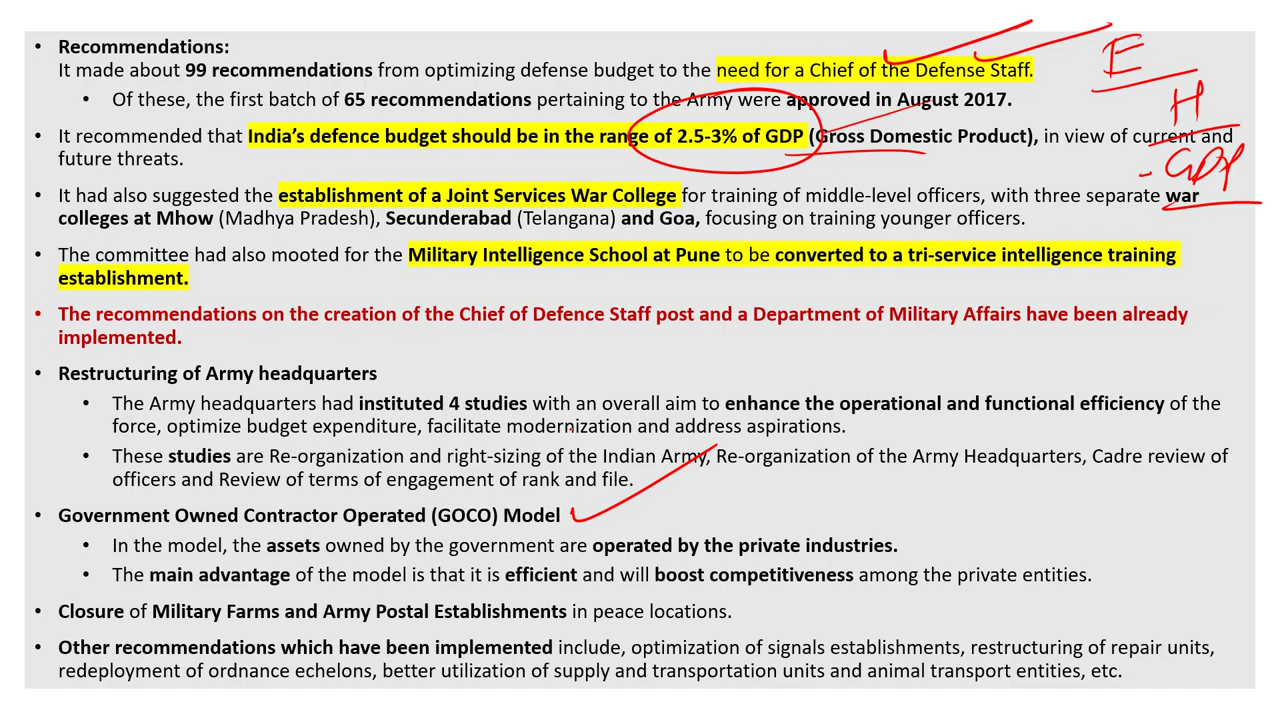 • Recommendations:
It made about 99 recommendations from optimizing defense budget to the need for a Chief of the Defense Staff.
• Of these, the first batch of 65 recommendations pertaining to the Army were approved in August 2017.
• It recommended that India's defence budget should be in the range of 2.5-3% of GDP (Gross Domestic Product), in view of current and
future threats.
• It had also suggested the establishment of a Joint Services War College for training of middle-level officers, with three separate war
colleges at Mhow (Madhya Pradesh), Secunderabad (Telangana) and Goa, focusing on training younger officers.
• The committee had also mooted for the Military Intelligence School at Pune to be converted to a tri-service intelligence training
establishment.
• The recommendations on the creation of the Chief of Defence Staff post and a Department of Military Affairs have been already
implemented.
• Restructuring of Army headquarters
• The Army headquarters had instituted 4 studies with an overall aim to enhance the operational and functional efficiency of the
force, optimize budget expenditure, facilitate modernization and address aspirations.
• These studies are Re-organization and right-sizing of the Indian Army, Re-organization of the Army Headquarters, Cadre review of
officers and Review of terms of engagement of rank and file.
• Government Owned Contractor Operated (GOCO) Model
• In the model, the assets owned by the government are operated by the private industries.
• The main advantage of the model is that it is efficient and will boost competitiveness among the private entities.
• Closure of Military Farms and Army Postal Establishments in peace locations.
• Other recommendations which have been implemented include, optimization of signals establishments, restructuring of repair units,
redeployment of ordnance echelons, better utilization of supply and transportation units and animal transport entities, etc.
E
H
GDP